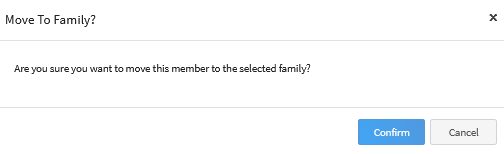 Move To Family?
×
Are you sure you want to move this member to the selected family?
Confirm Cancel